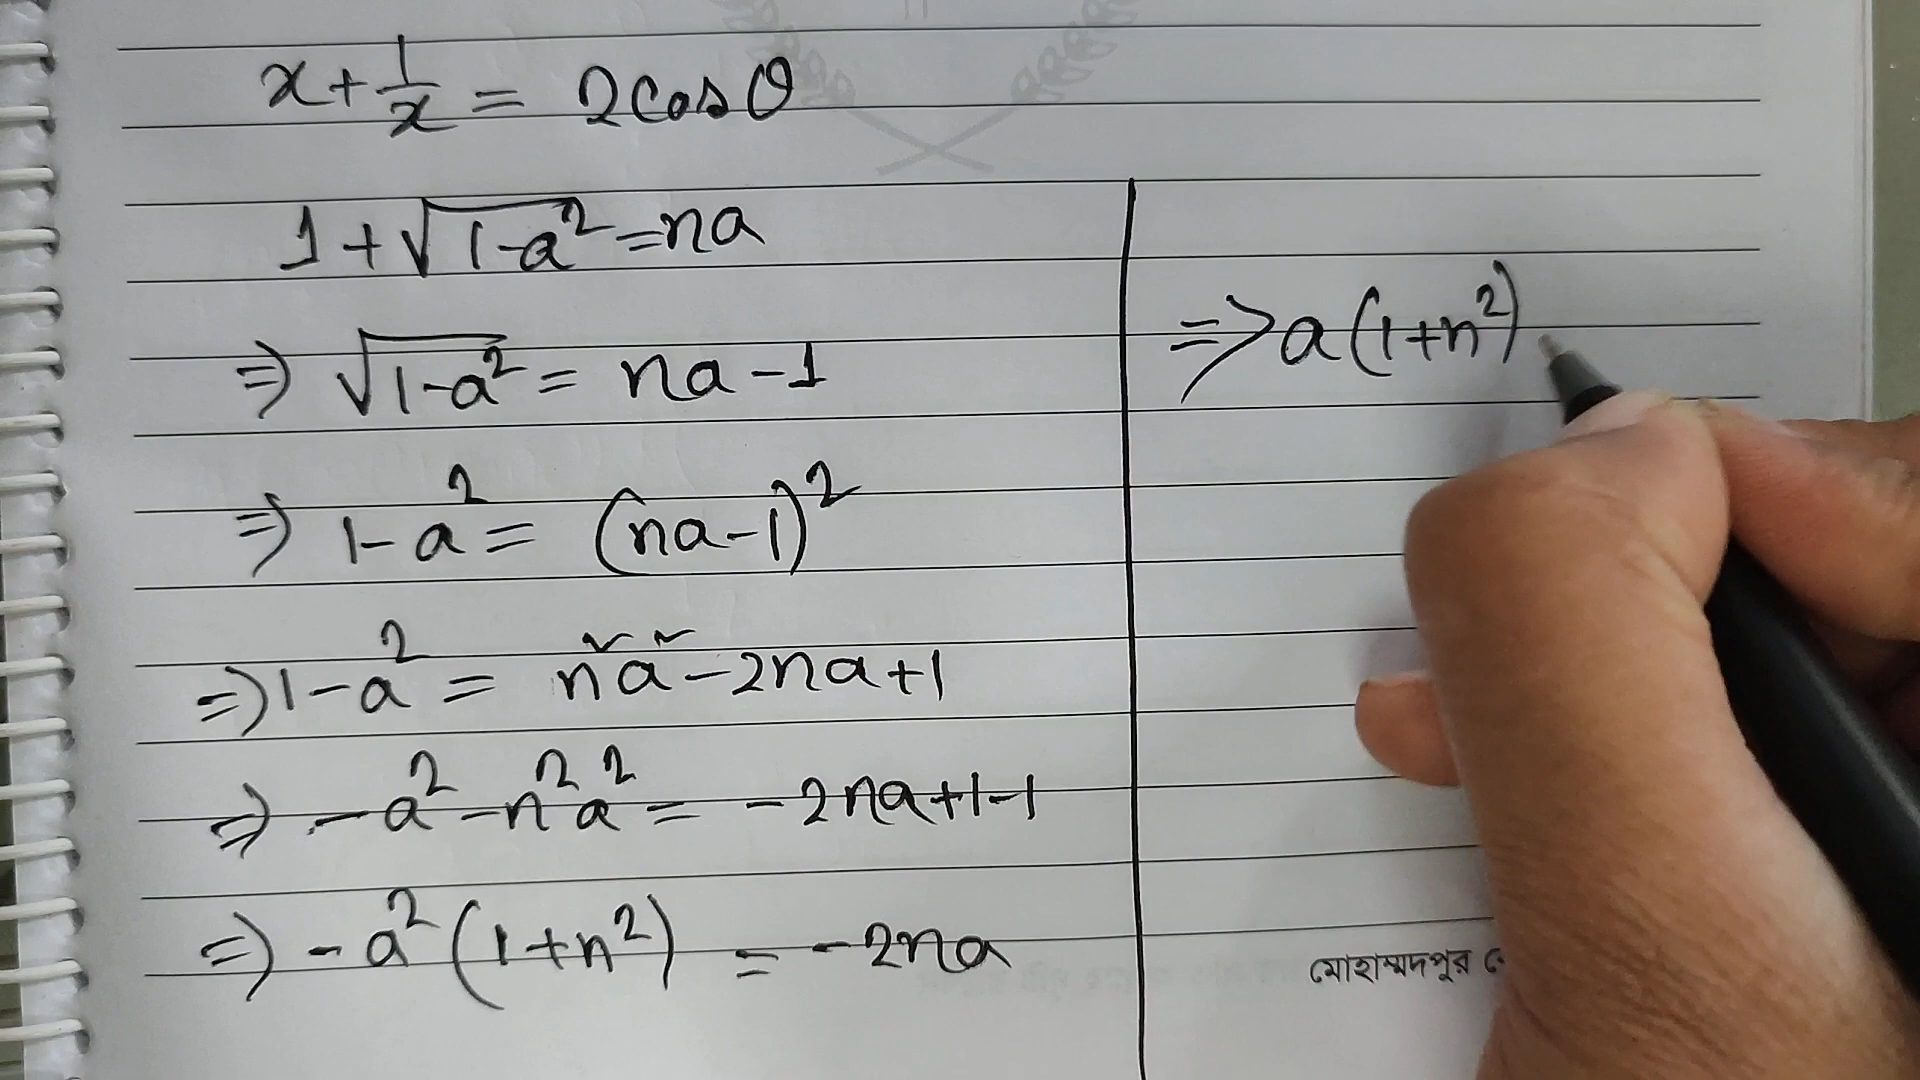 x + 1/x = 2cosθ
1 + √(1-a²) = na
⇒ √(1-a²) = na - 1
⇒ 1 - a² = (na-1)²
⇒ 1 - a² = n²a² - 2na + 1
⇒ -a² - n²a² = -2na + 1 - 1
⇒ -a² (1+n²) = -2na
⇒ a (1+n²)
মোহাম্মদপুর